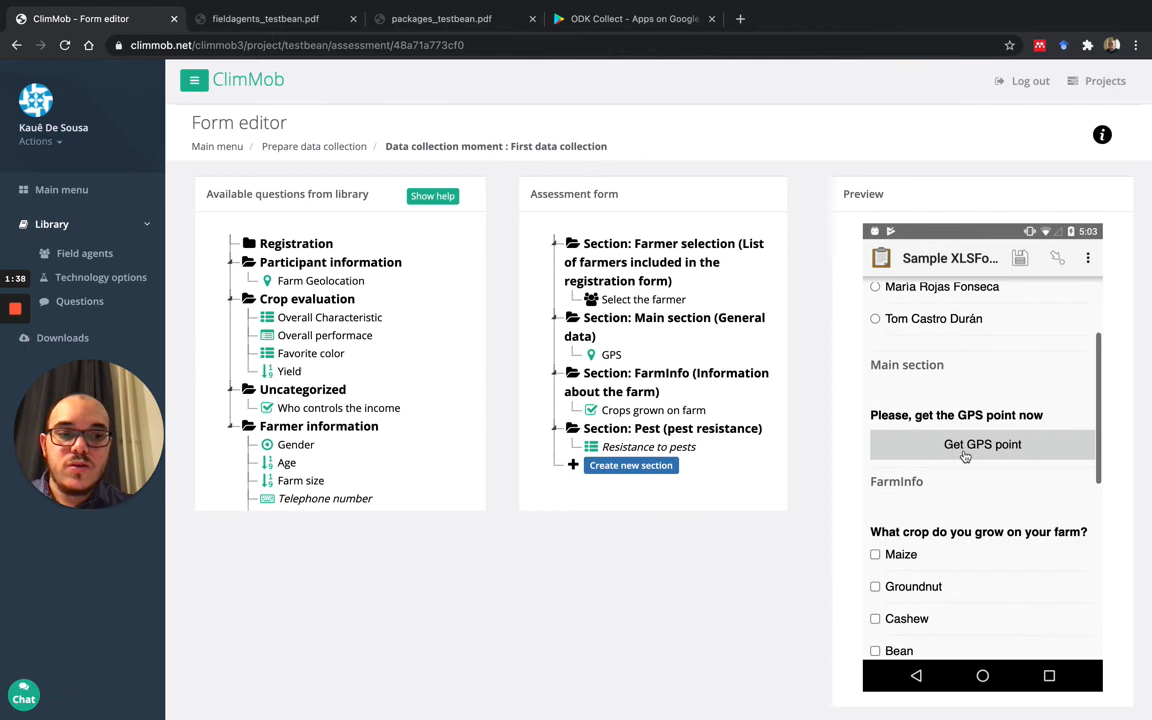 ClimMob - Form editor
fieldagents_testbean.pdf
packages_testbean.pdf
ODK Collect - Apps on Google
climmob.net/climmob3/project/testbean/assessment/48a71a773cf0
Kauê De Sousa
Actions
Main menu
Library
Field agents
Technology options
Questions
Downloads
1:38
Chat
ClimMob
Log out
Projects
Form editor
Main menu / Prepare data collection / Data collection moment : First data collection
Available questions from library
Show help
Registration
Participant information
Farm Geolocation
Crop evaluation
Overall Characteristic
Overall performace
Favorite color
Yield
Uncategorized
Who controls the income
Farmer information
Gender
Age
Farm size
Telephone number
Assessment form
Section: Farmer selection (List
of farmers included in the
registration form)
Select the farmer
Section: Main section (General
data)
GPS
Section: FarmInfo (Information
about the farm)
Crops grown on farm
Section: Pest (pest resistance)
Resistance to pests
Create new section
Preview
5:03
Sample XLSFo...
María Rojas Fonseca
Tom Castro Durán
Main section
Please, get the GPS point now
Get GPS point
FarmInfo
What crop do you grow on your farm?
Maize
Groundnut
Cashew
Bean